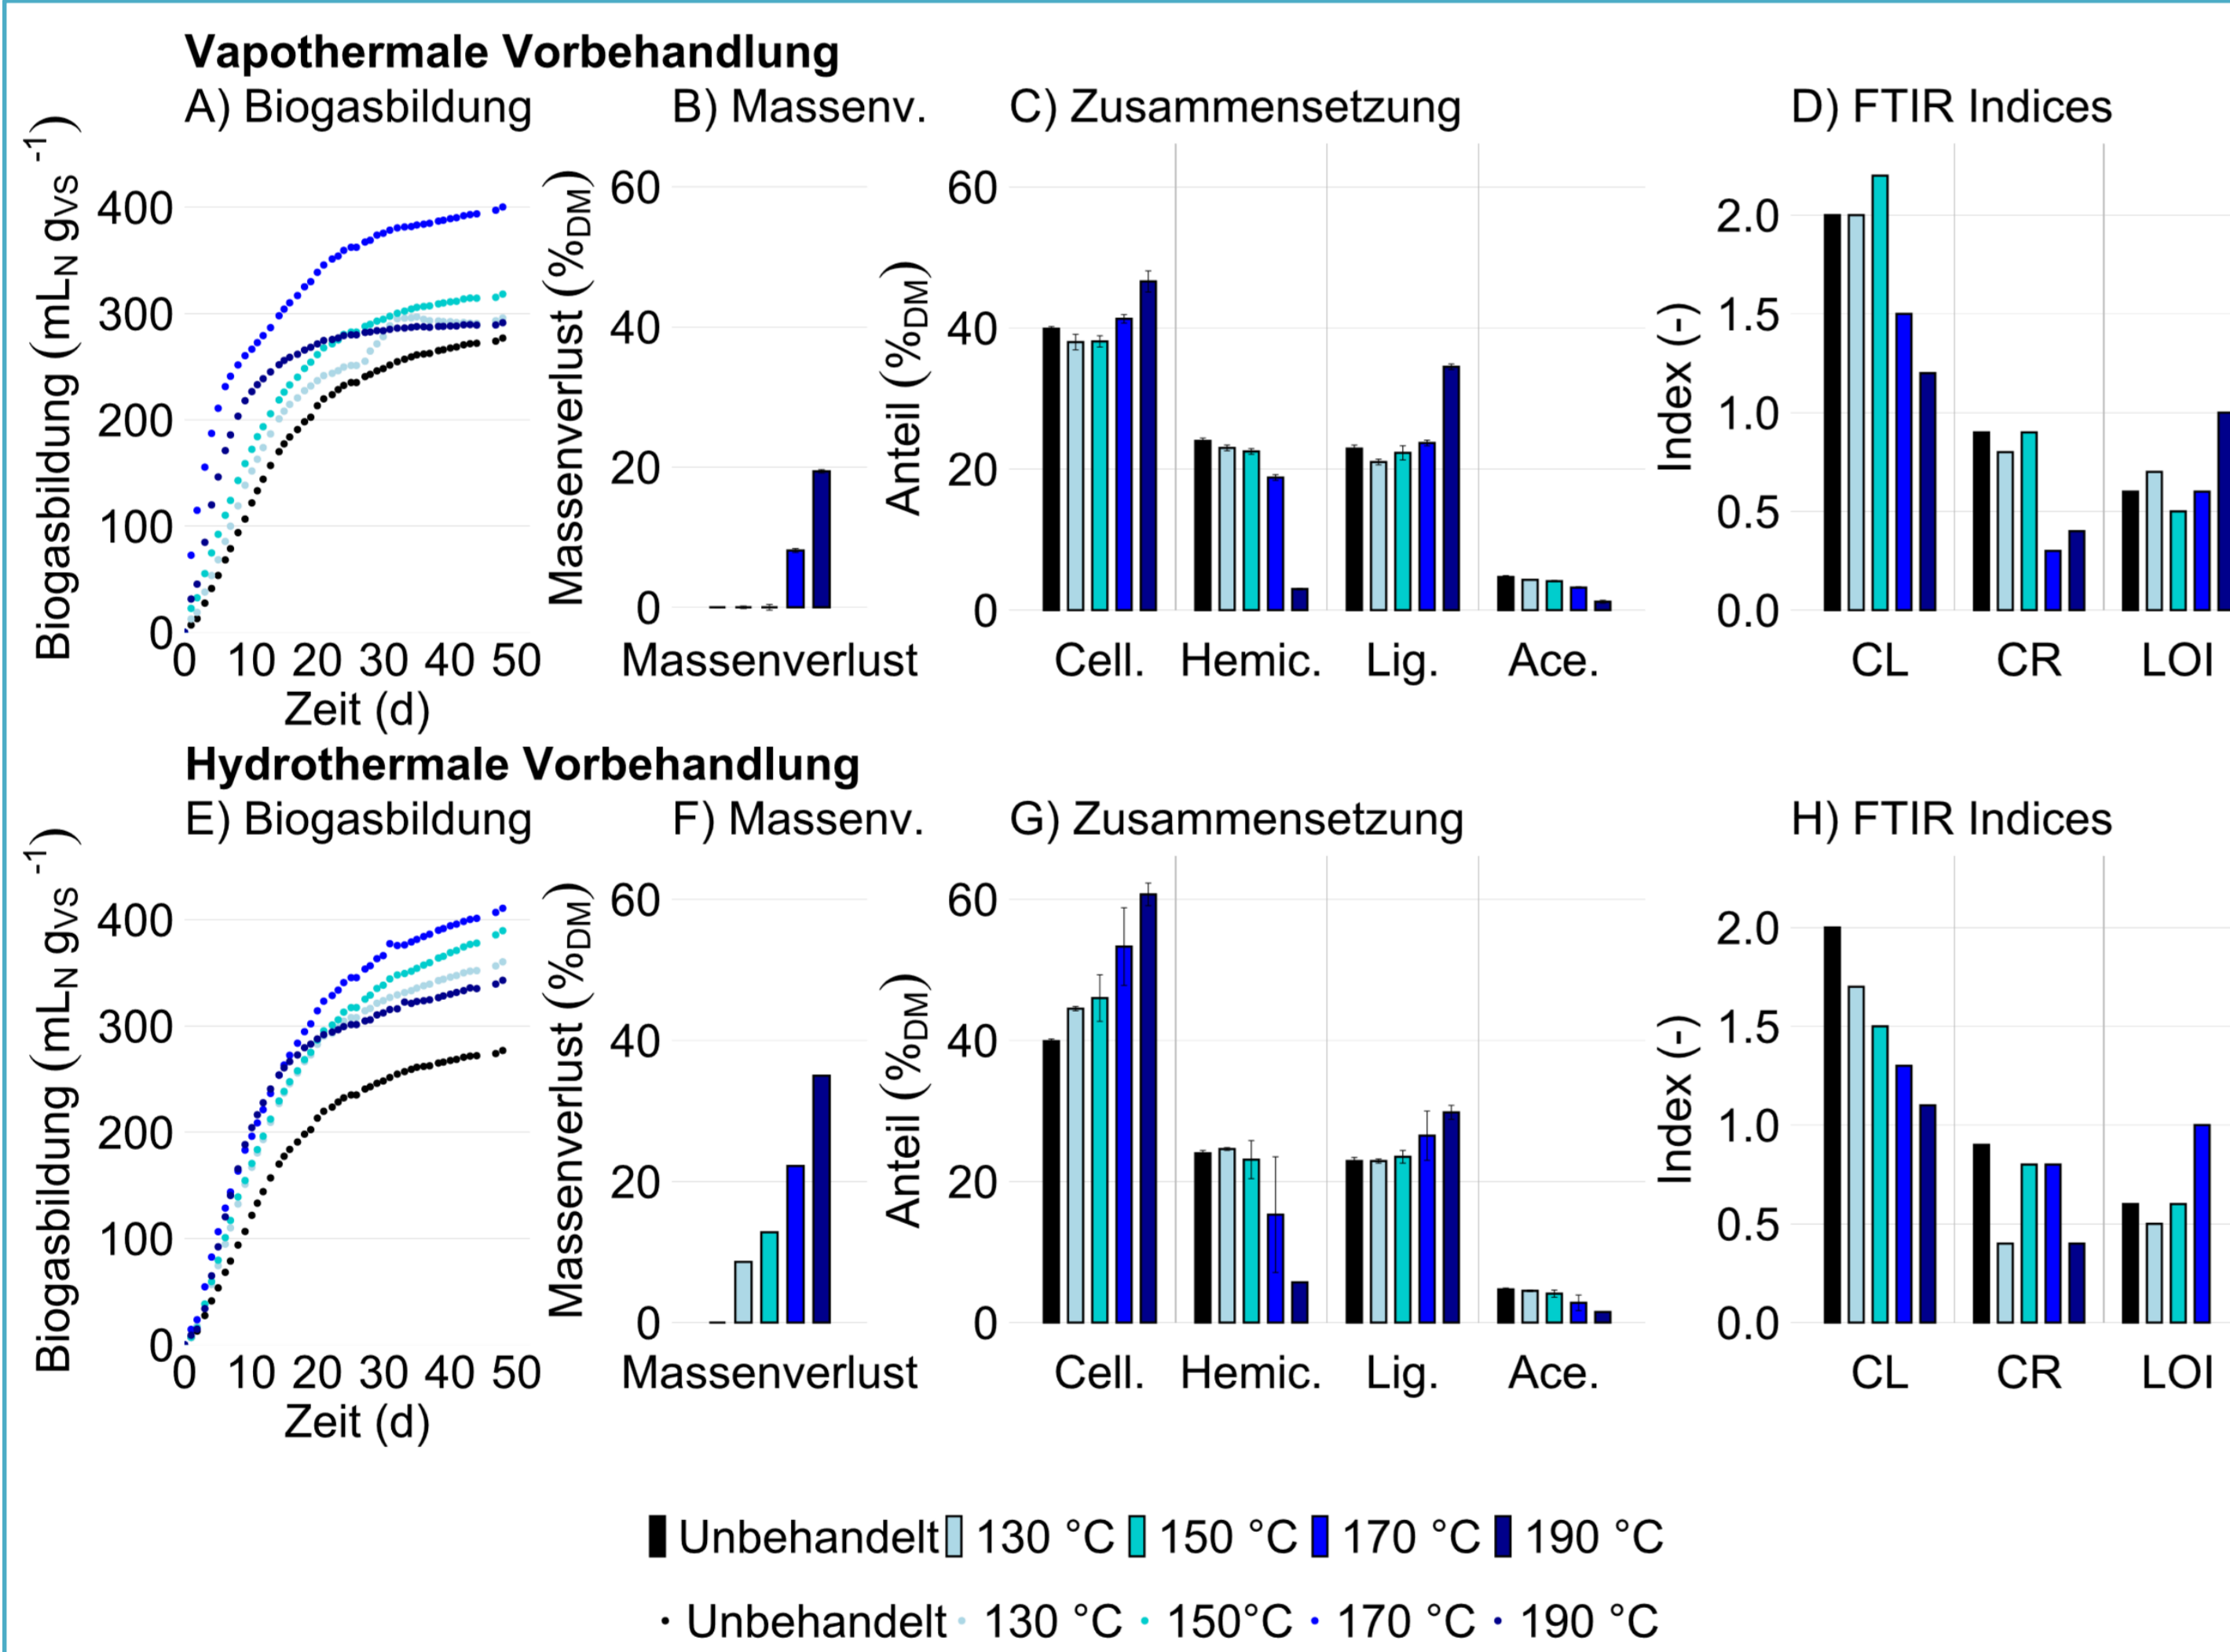 Vapothermale Vorbehandlung
A) Biogasbildung
B) Massenv.
C) Zusammensetzung
D) FTIR Indices
Biogasbildung (mLN gVS -1)
400
300
200
100
0
0 10 20 30 40 50
Zeit (d)
Massenverlust (%DM)
60
40
20
0
Massenverlust
Anteil (%DM)
60
40
20
0
Cell. Hemic. Lig. Ace.
Index (-)
2.0
1.5
1.0
0.5
0.0
CL CR LOI
Hydrothermale Vorbehandlung
E) Biogasbildung
F) Massenv.
G) Zusammensetzung
H) FTIR Indices
Biogasbildung (mLN gVS -1)
400
300
200
100
0
0 10 20 30 40 50
Zeit (d)
Massenverlust (%DM)
60
40
20
0
Massenverlust
Anteil (%DM)
60
40
20
0
Cell. Hemic. Lig. Ace.
Index (-)
2.0
1.5
1.0
0.5
0.0
CL CR LOI
Unbehandelt 130 °C 150 °C 170 °C 190 °C
Unbehandelt 130 °C 150°C 170 °C 190 °C